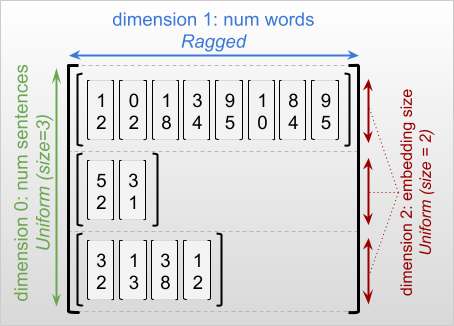 dimension 1: num words
Ragged
dimension 0: num sentences
Uniform (size=3)
1 0 1 3 9 1 8 9
2 2 8 4 5 0 4 5
5 3
2 1
3 1 3 1
2 3 8 2
dimension 2: embedding size
Uniform (size = 2)